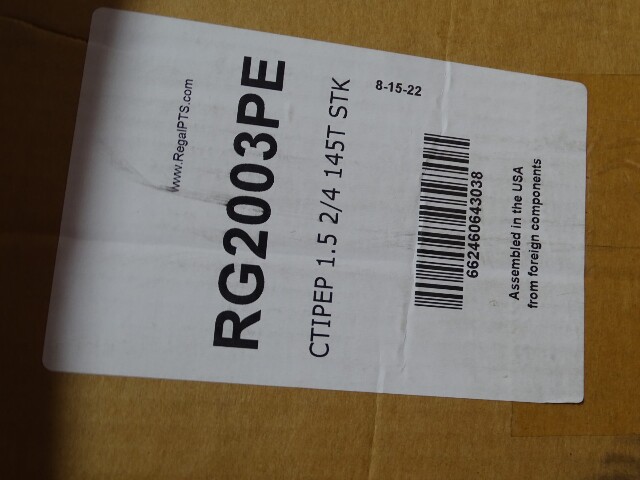 www.RegalPTS.com
RG2003PE
CTIPEP 1.5 2/4 145T STK
8-15-22
662460643038
Assembled in the USA
from foreign components